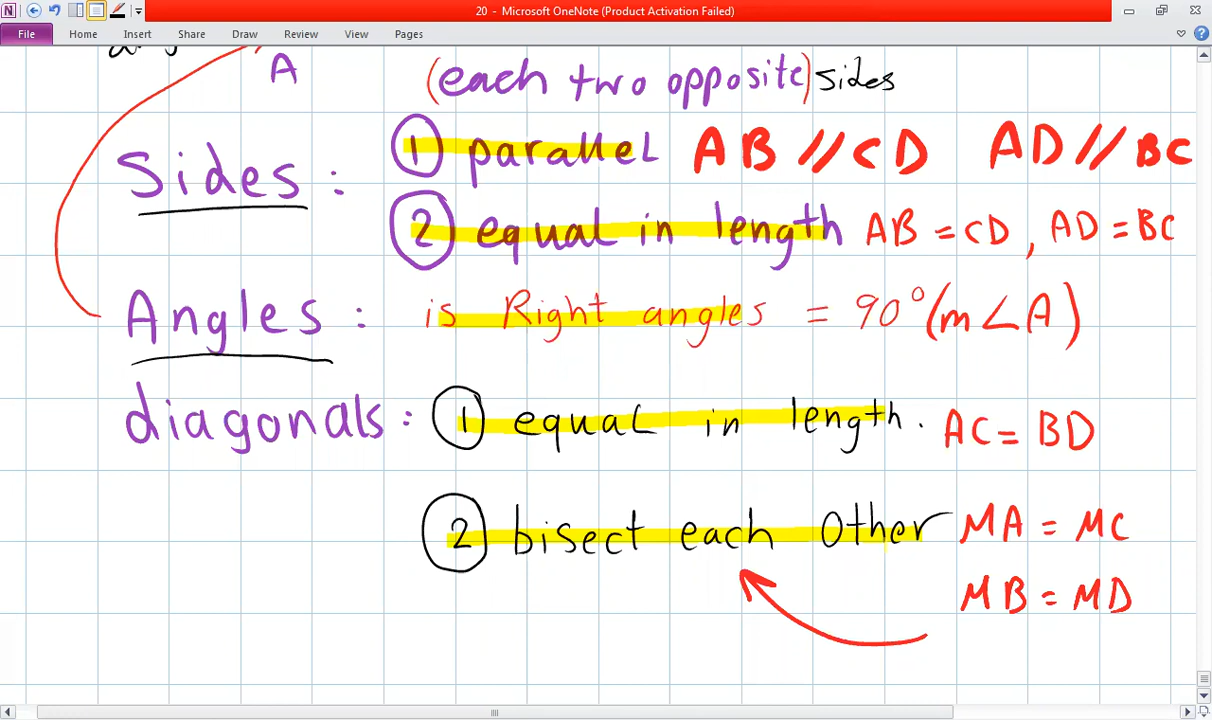 20 - Microsoft OneNote (Product Activation Failed)
File Home Insert Share Draw Review View Pages
A
(each two opposite) sides
Sides : ① parallel AB // CD AD // BC
② equal in length AB = CD , AD = BC
Angles : is Right angles = 90° (m∠A)
diagonals : ① equal in length. AC = BD
② bisect each Other MA = MC
MB = MD